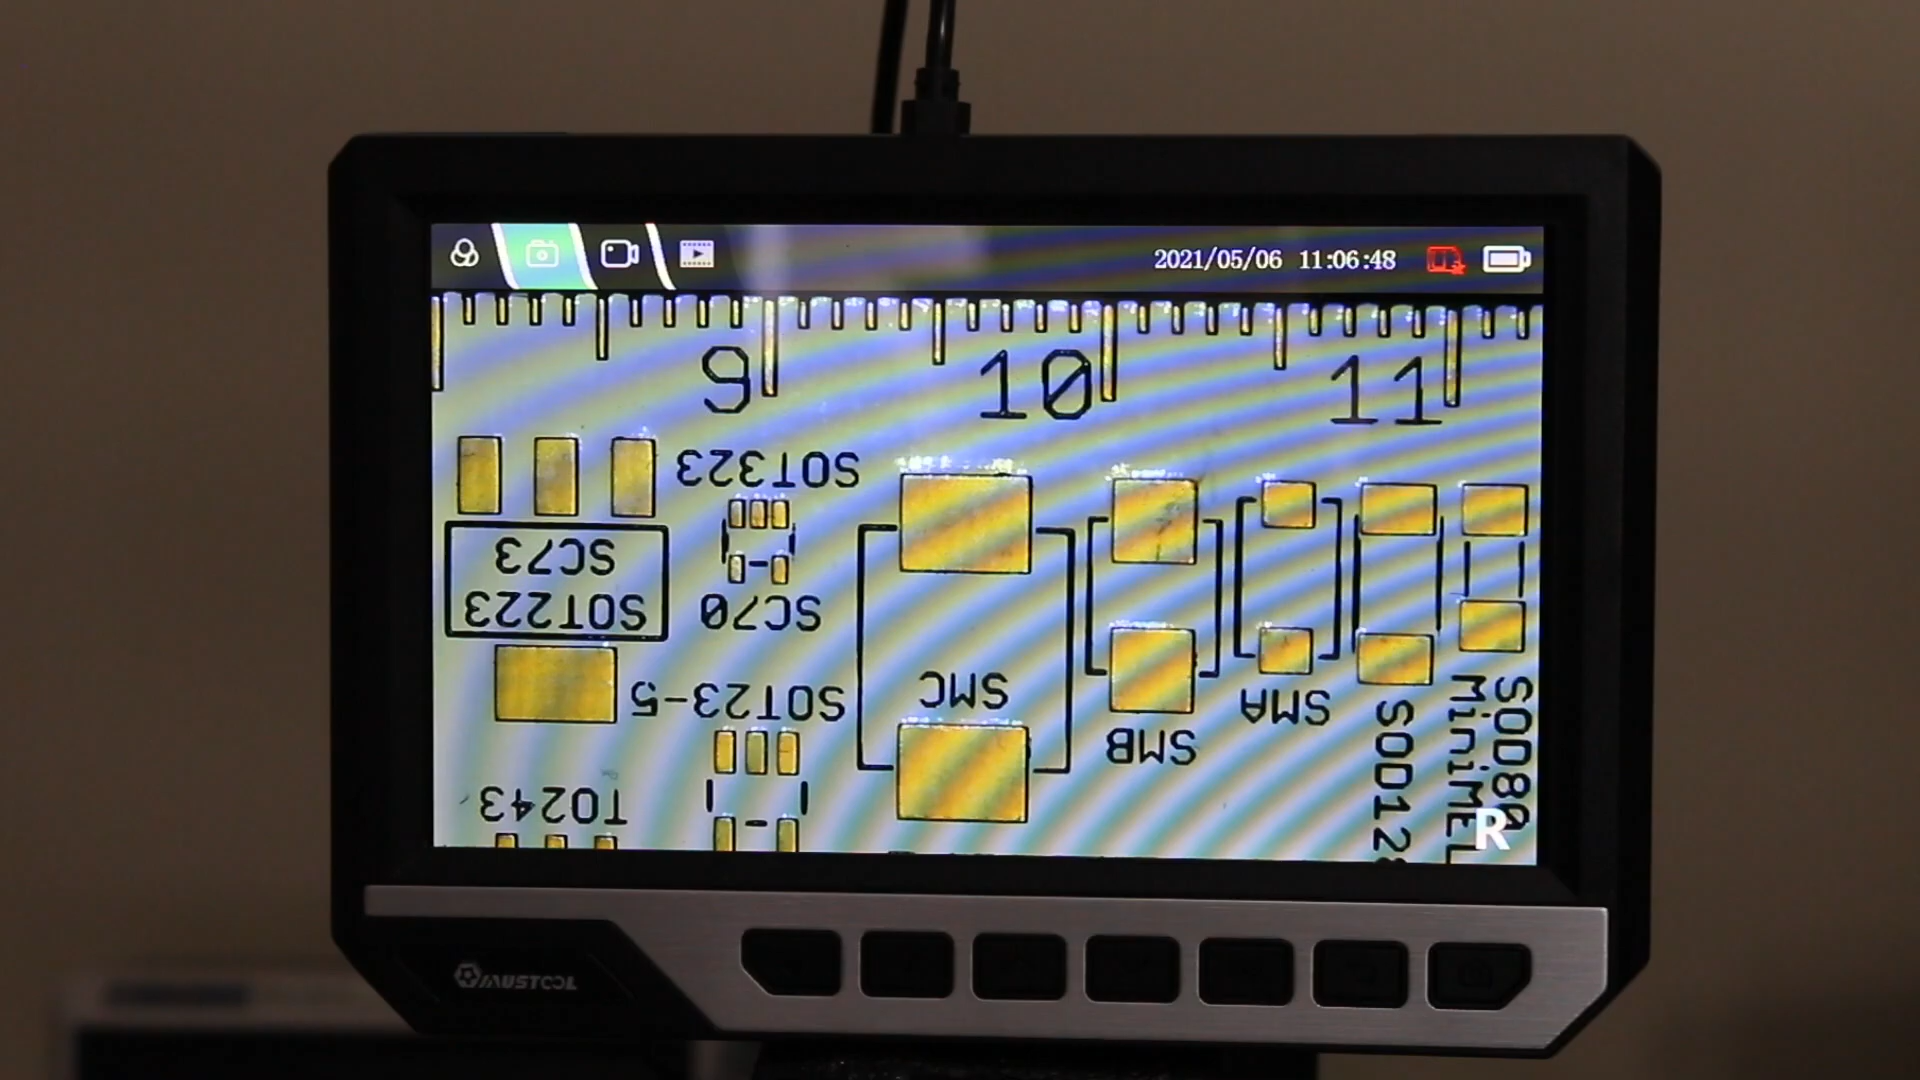 2021/05/06 11:06:48
9 10 11
SOT323
SC73
SOT223
SC70
SOT23-5
SMC
SMB
SMA
SOD80
MiniMEL
TO243
R
MUSTOOL